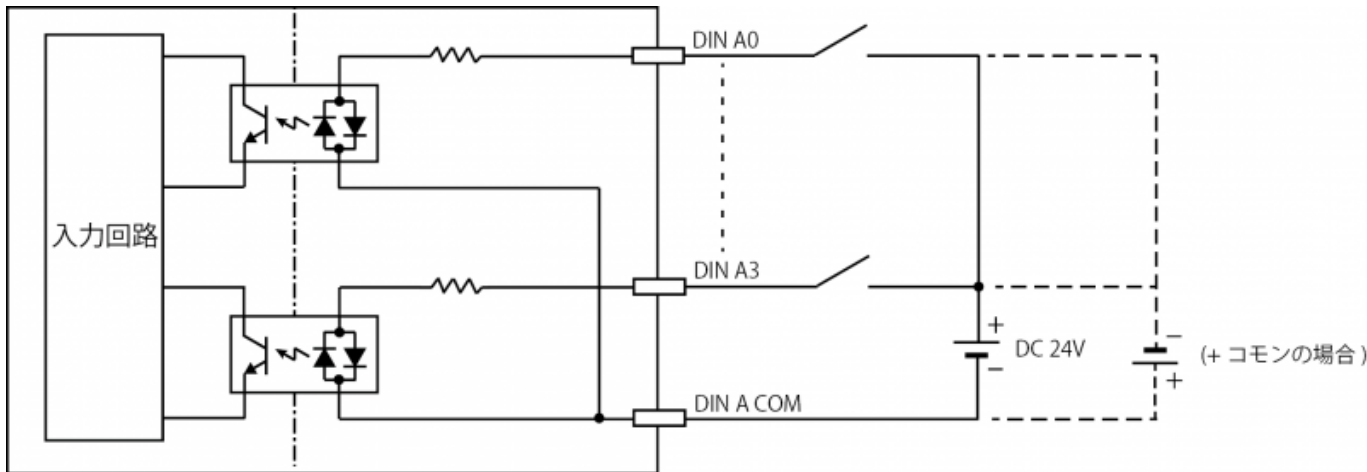 DIN A0
入力回路
DIN A3
+
DC 24V
−
−
(+ コモンの場合 )
+
DIN A COM